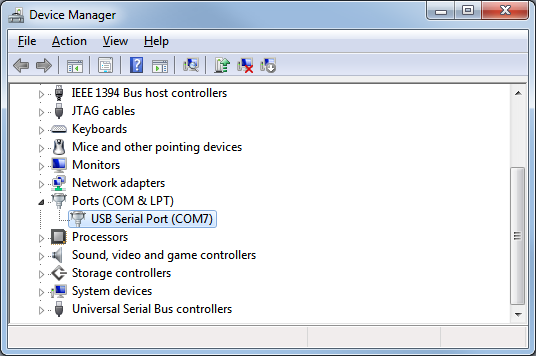 Device Manager
File Action View Help
IEEE 1394 Bus host controllers
JTAG cables
Keyboards
Mice and other pointing devices
Monitors
Network adapters
Ports (COM & LPT)
USB Serial Port (COM7)
Processors
Sound, video and game controllers
Storage controllers
System devices
Universal Serial Bus controllers